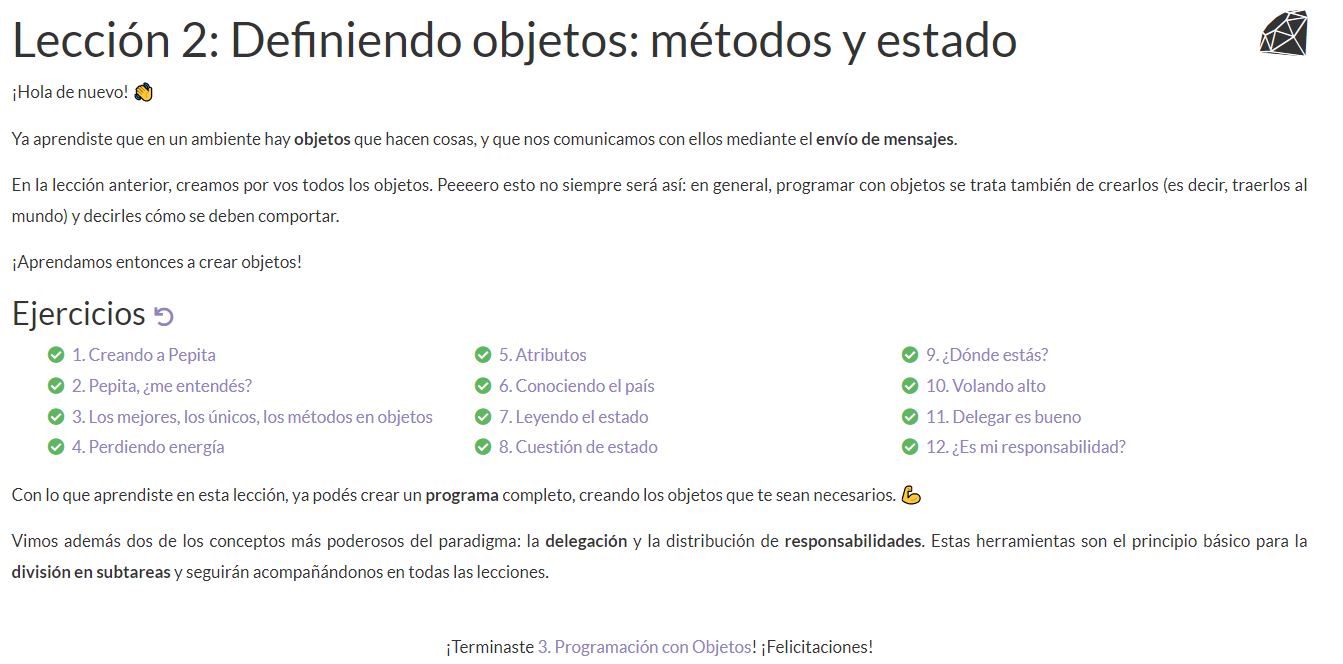 Lección 2: Definiendo objetos: métodos y estado
¡Hola de nuevo! 👏
Ya aprendiste que en un ambiente hay objetos que hacen cosas, y que nos comunicamos con ellos mediante el envío de mensajes.
En la lección anterior, creamos por vos todos los objetos. Peeeero esto no siempre será así: en general, programar con objetos se trata también de crearlos (es decir, traerlos al
mundo) y decirles cómo se deben comportar.
¡Aprendamos entonces a crear objetos!
Ejercicios
1. Creando a Pepita
2. Pepita, ¿me entendés?
3. Los mejores, los únicos, los métodos en objetos
4. Perdiendo energía
5. Atributos
6. Conociendo el país
7. Leyendo el estado
8. Cuestión de estado
9. ¿Dónde estás?
10. Volando alto
11. Delegar es bueno
12. ¿Es mi responsabilidad?
Con lo que aprendiste en esta lección, ya podés crear un programa completo, creando los objetos que te sean necesarios. 💪
Vimos además dos de los conceptos más poderosos del paradigma: la delegación y la distribución de responsabilidades. Estas herramientas son el principio básico para la
división en subtareas y seguirán acompañándonos en todas las lecciones.
¡Terminaste 3. Programación con Objetos! ¡Felicitaciones!